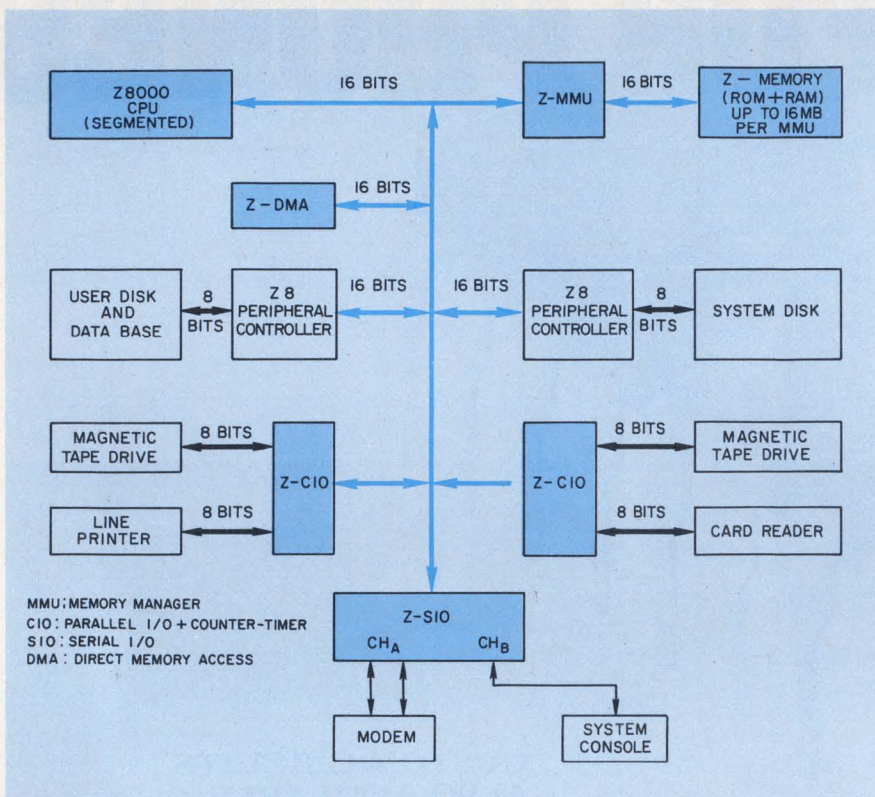 Z8000
CPU
(SEGMENTED)
16 BITS
Z-MMU
16 BITS
Z – MEMORY
(ROM+RAM)
UP TO 16MB
PER MMU
Z – DMA
16 BITS
USER DISK
AND
DATA BASE
8
BITS
Z8
PERIPHERAL
CONTROLLER
16 BITS
16 BITS
Z8
PERIPHERAL
CONTROLLER
8
BITS
SYSTEM DISK
MAGNETIC
TAPE DRIVE
8 BITS
LINE
PRINTER
8 BITS
Z-CIO
Z-CIO
8 BITS
MAGNETIC
TAPE DRIVE
8 BITS
CARD READER
MMU: MEMORY MANAGER
CIO: PARALLEL I/O + COUNTER-TIMER
SIO: SERIAL I/O
DMA: DIRECT MEMORY ACCESS
Z-SIO
CHA
CHB
MODEM
SYSTEM
CONSOLE